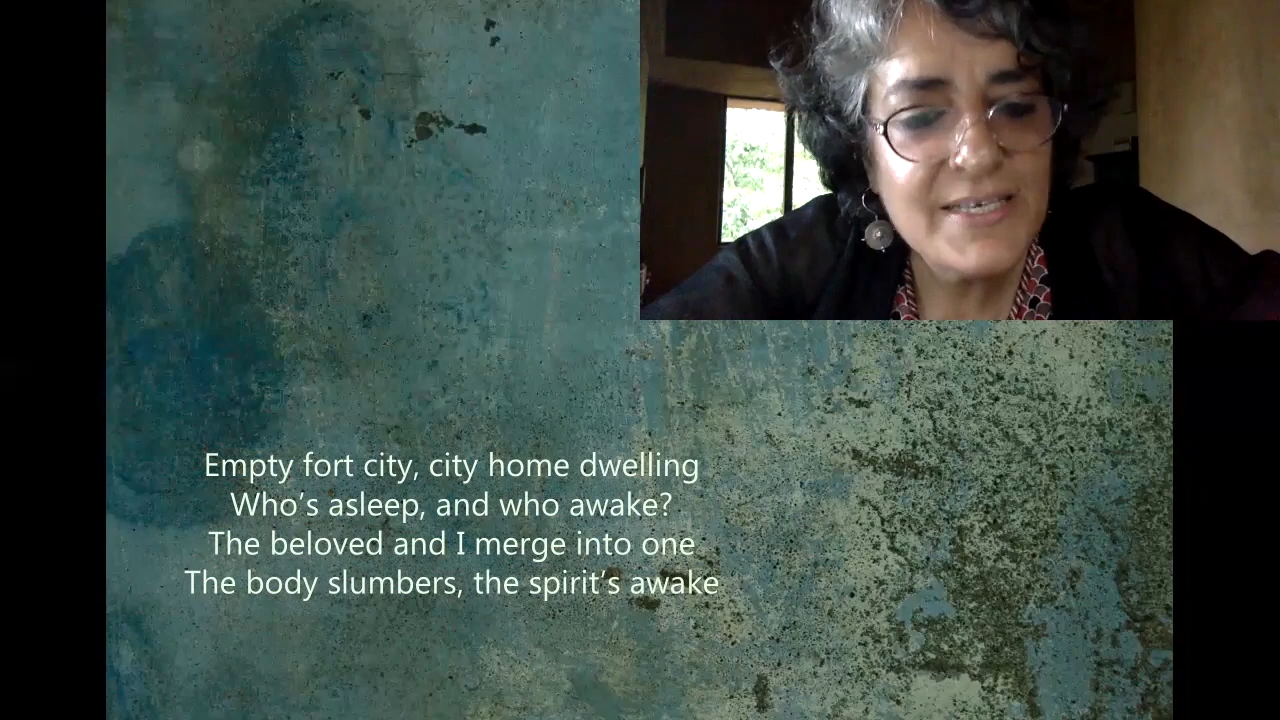 Empty fort city, city home dwelling
Who’s asleep, and who awake?
The beloved and I merge into one
The body slumbers, the spirit’s awake